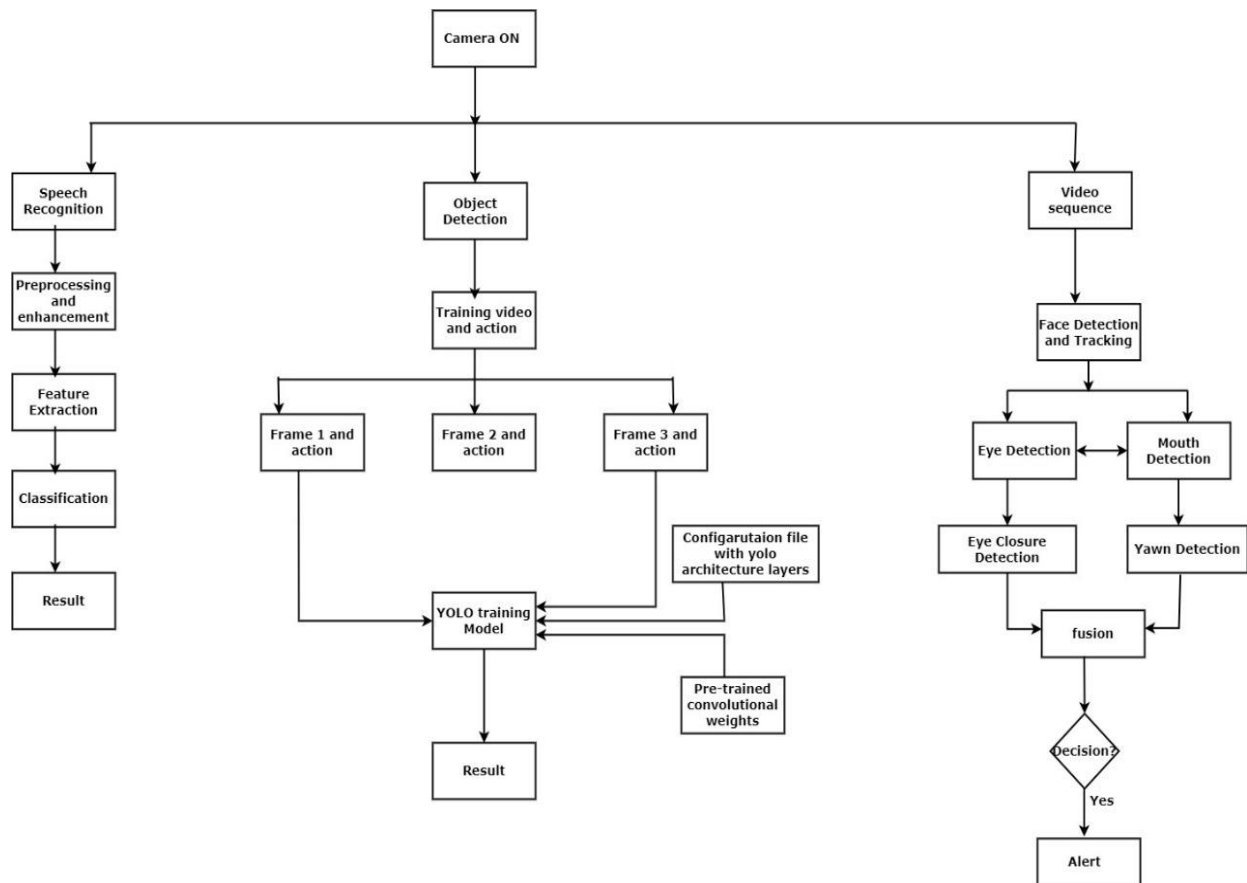 Camera ON
Speech
Recognition
Object
Detection
Video
sequence
Preprocessing
and
enhancement
Training video
and action
Face Detection
and Tracking
Feature
Extraction
Frame 1 and
action
Frame 2 and
action
Frame 3 and
action
Eye Detection
Mouth
Detection
Classification
Configarutaion file
with yolo
architecture layers
Eye Closure
Detection
Yawn Detection
Result
YOLO training
Model
fusion
Pre-trained
convolutional
weights
Result
Decision?
Yes
Alert